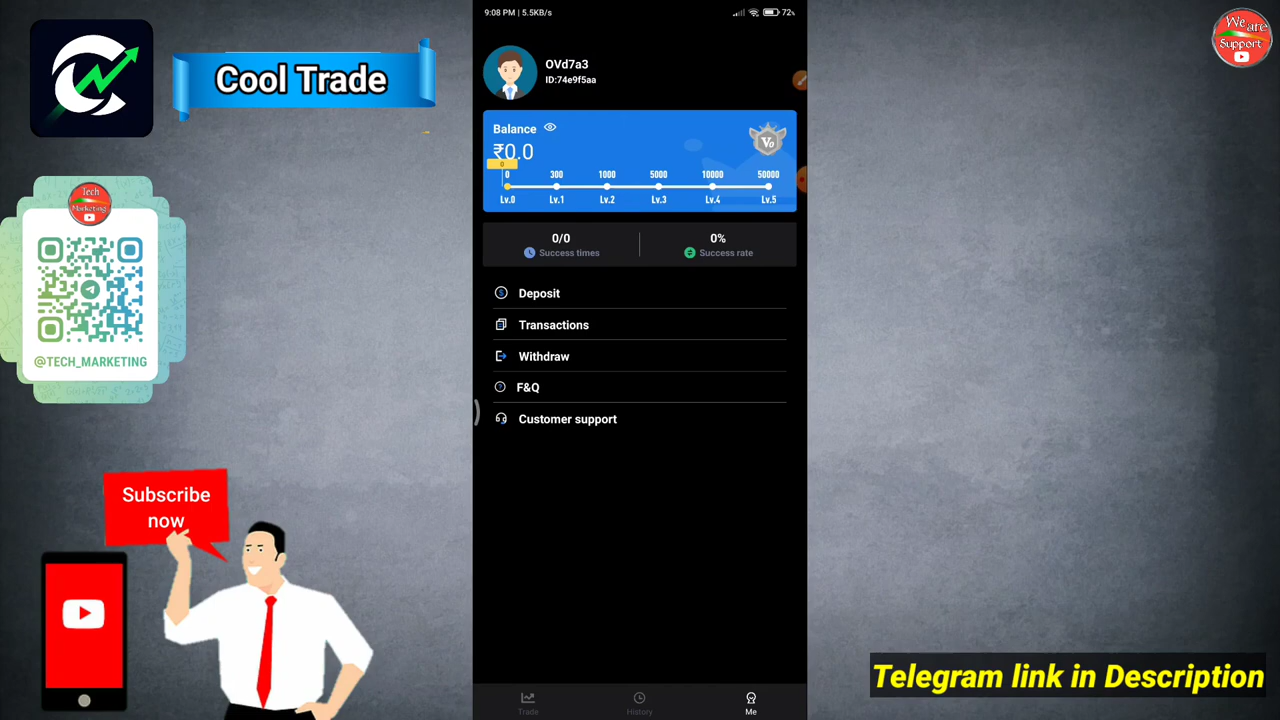 Cool Trade
Tech
Marketing
@TECH_MARKETING
Subscribe
now
9:08 PM | 5.5KB/s
72%
OVd7a3
ID:74e9f5aa
Balance
₹0.0
V0
0
0 300 1000 5000 10000 50000
Lv.0 Lv.1 Lv.2 Lv.3 Lv.4 Lv.5
0/0 0%
Success times Success rate
Deposit
Transactions
Withdraw
F&Q
Customer support
Trade History Me
We are
Support
Telegram link in Description